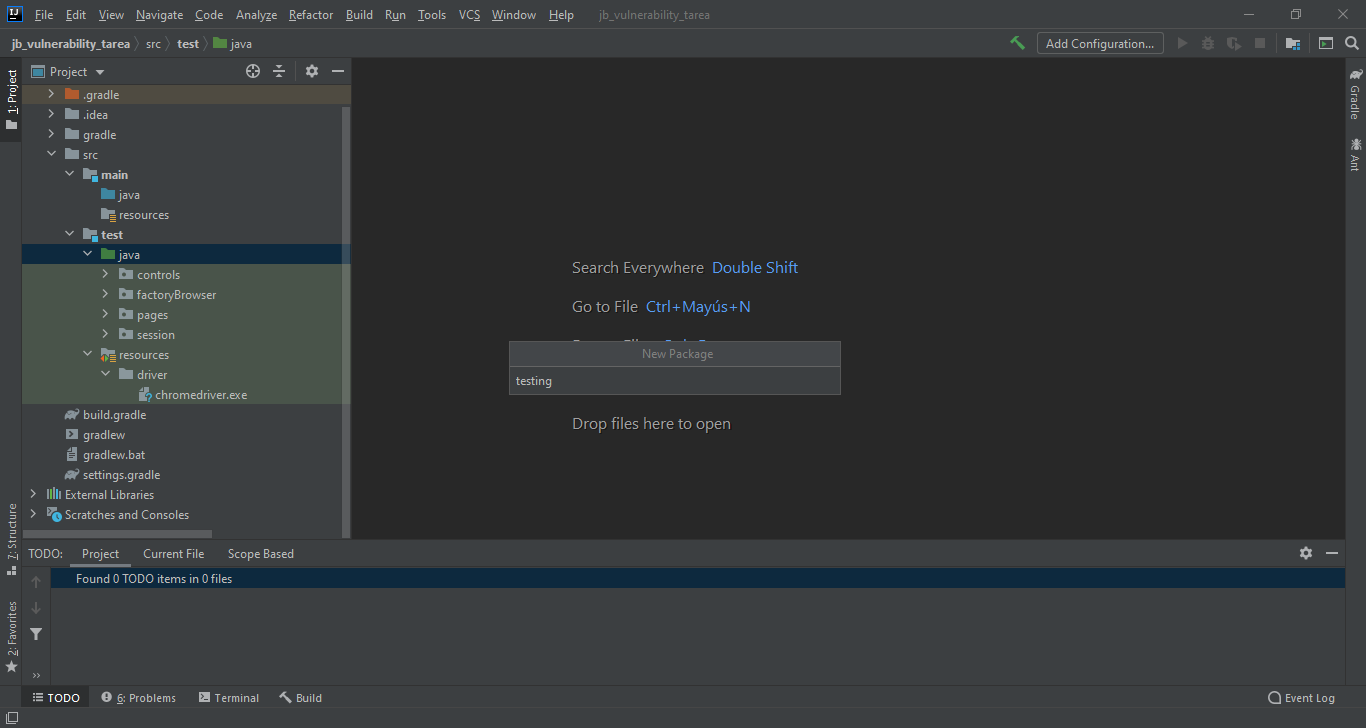 File Edit View Navigate Code Analyze Refactor Build Run Tools VCS Window Help jb_vulnerability_tarea
jb_vulnerability_tarea src test java
Add Configuration...
1: Project
Project
.gradle
.idea
gradle
src
main
java
resources
test
java
controls
factoryBrowser
pages
session
resources
driver
chromedriver.exe
build.gradle
gradlew
gradlew.bat
settings.gradle
External Libraries
Scratches and Consoles
Search Everywhere Double Shift
Go to File Ctrl+Mayús+N
New Package
testing
Drop files here to open
Gradle
Ant
7: Structure
2: Favorites
TODO: Project Current File Scope Based
Found 0 TODO items in 0 files
TODO 6: Problems Terminal Build Event Log